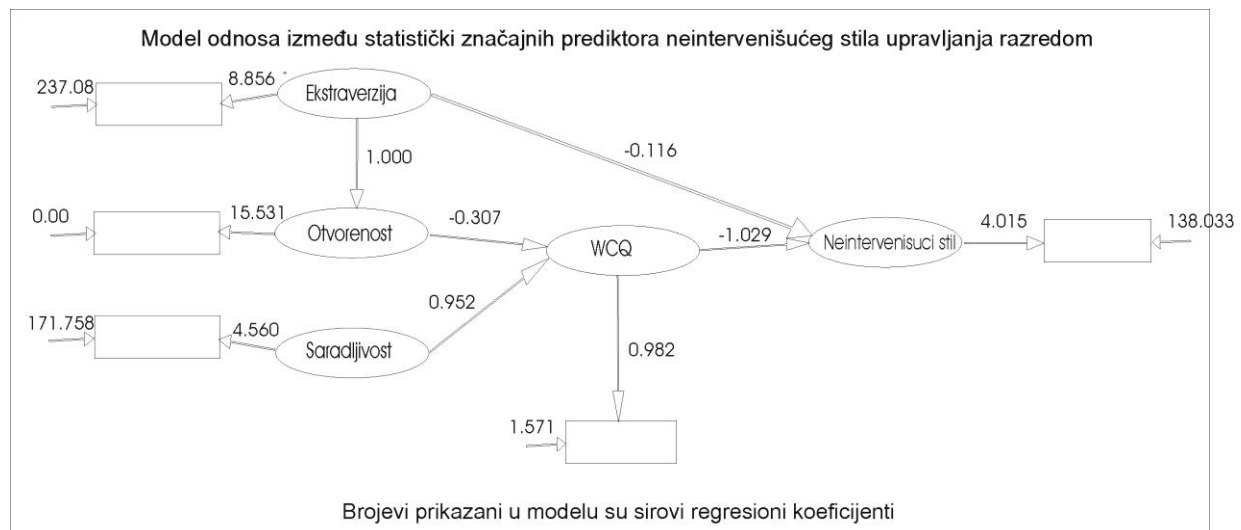 Model odnosa između statistički značajnih prediktora neintervenišućeg stila upravljanja razredom
237.08
8.856
Ekstraverzija
-0.116
1.000
0.00
15.531
Otvorenost
-0.307
WCQ
-1.029
Neintervenisuci stil
4.015
138.033
171.758
4.560
Saradljivost
0.952
0.982
1.571
Brojevi prikazani u modelu su sirovi regresioni koeficijenti